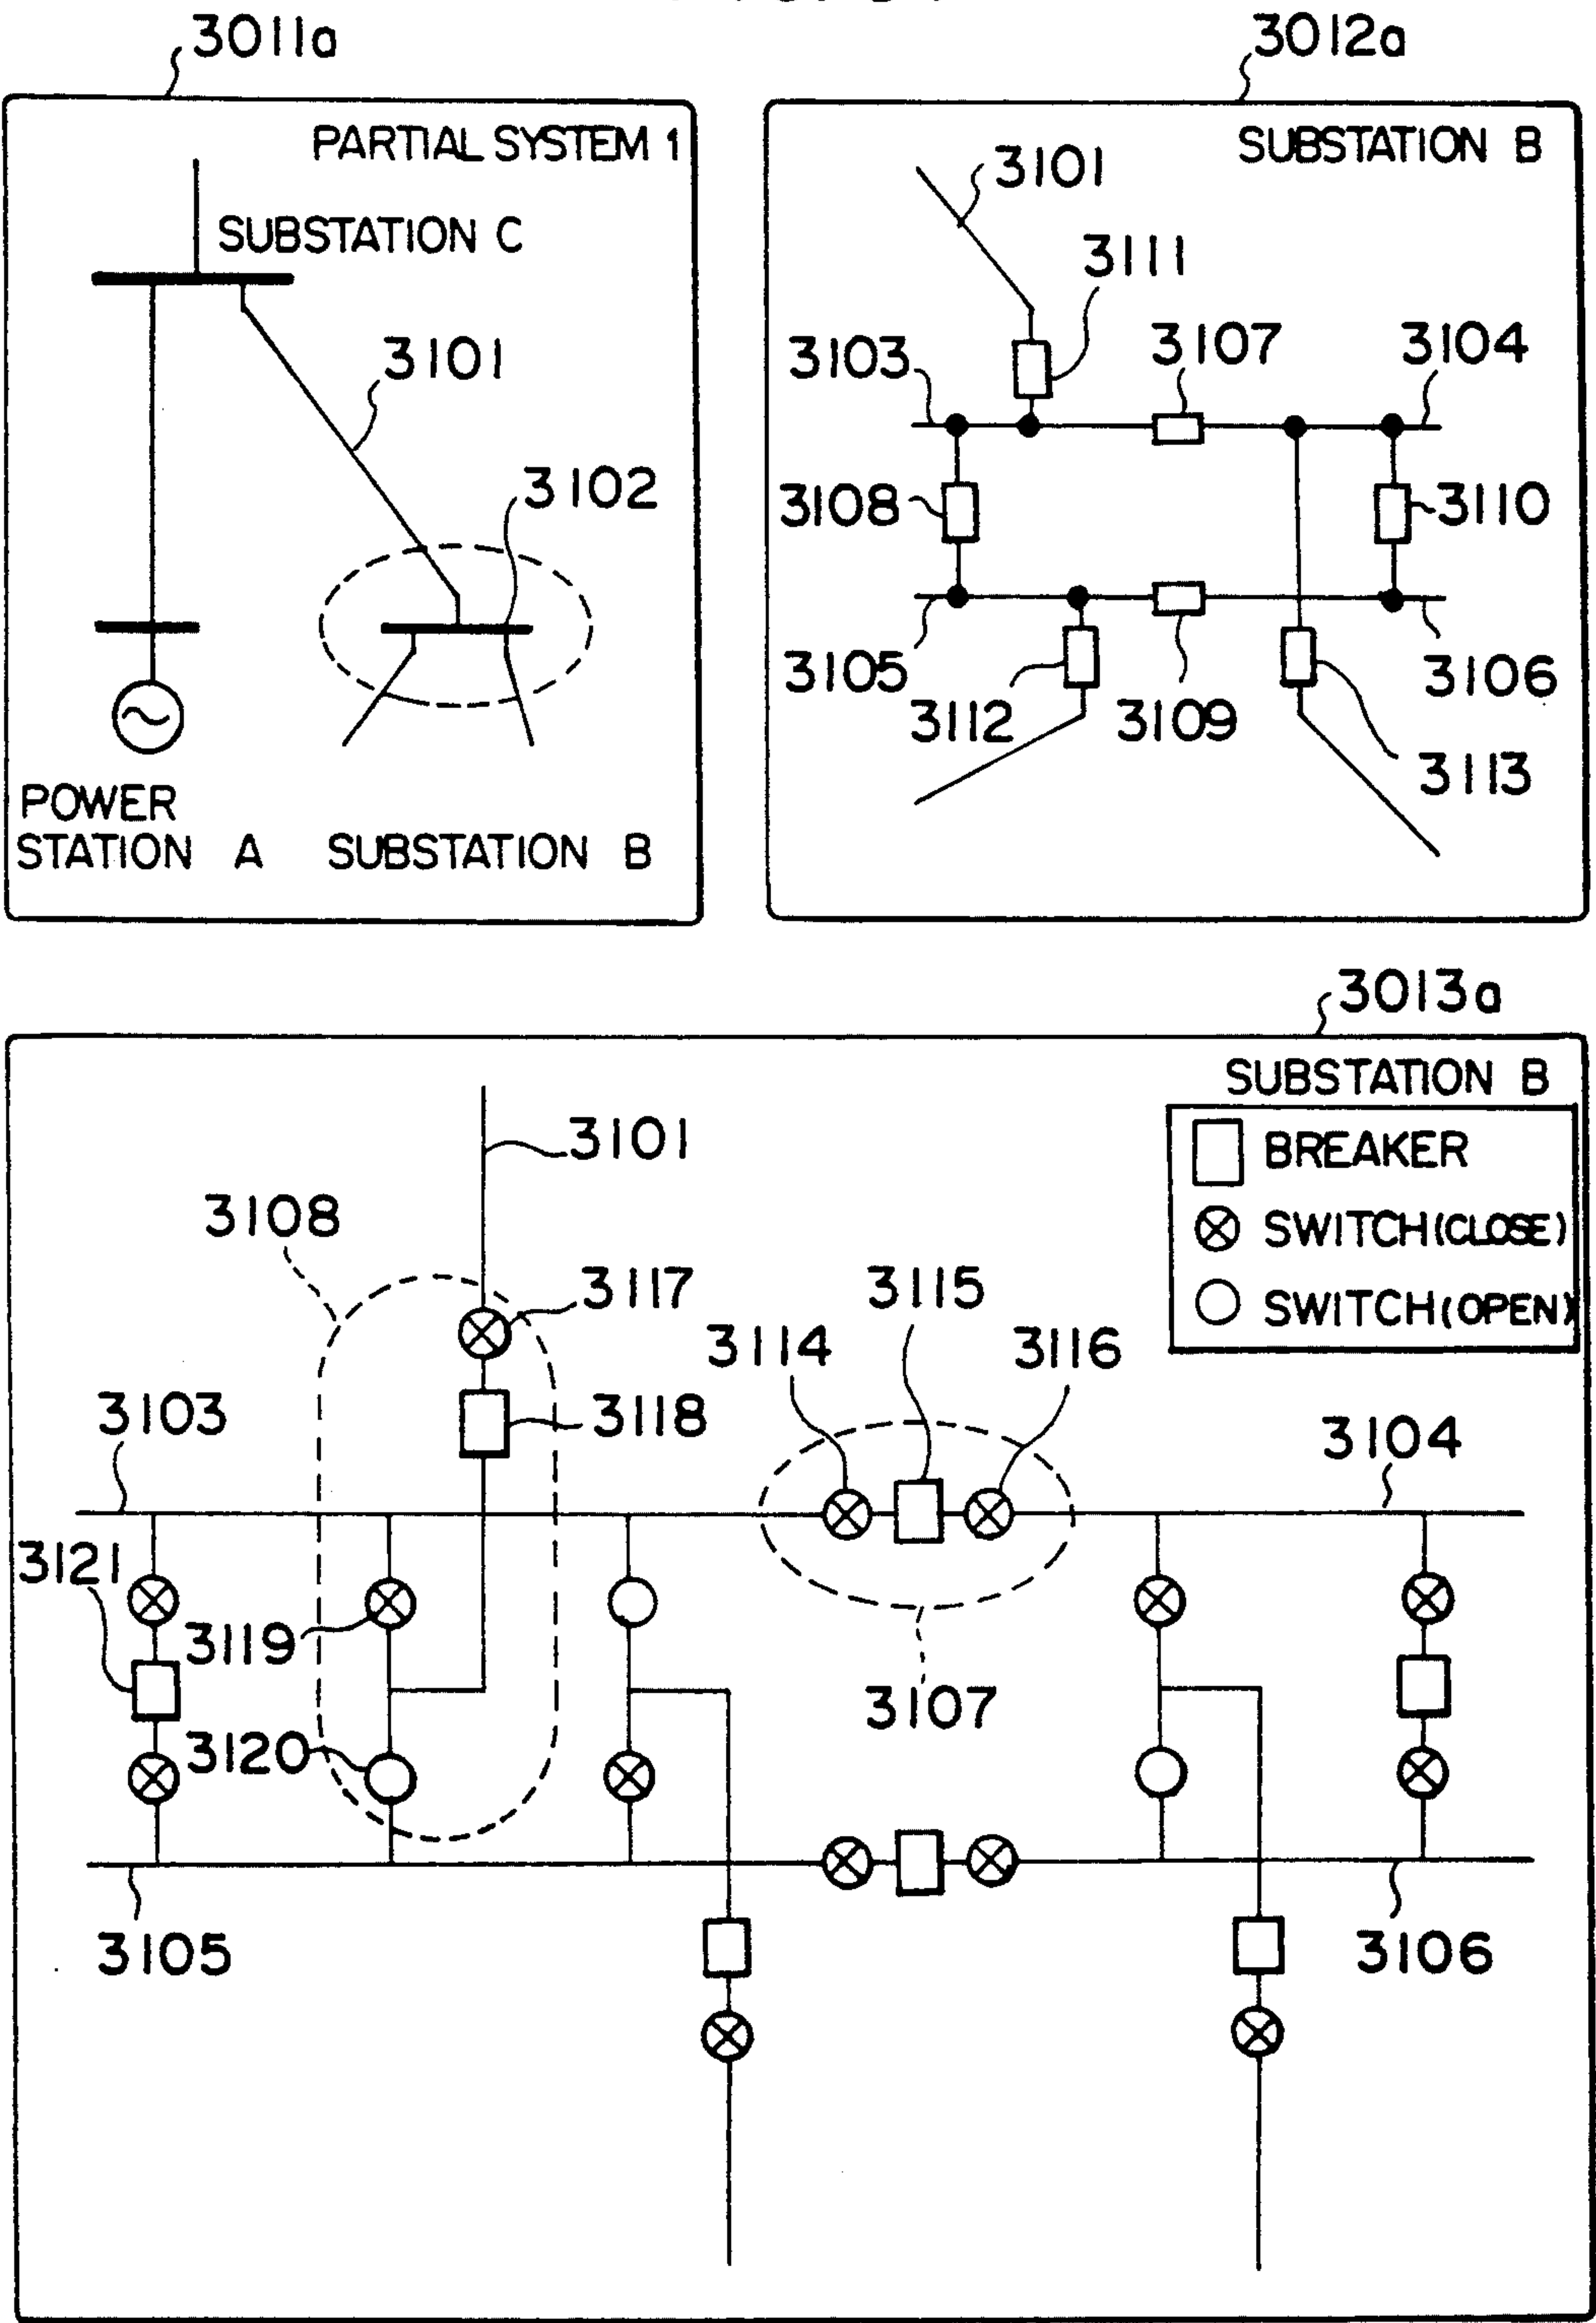 3011a
PARTIAL SYSTEM 1
SUBSTATION C
3101
3102
POWER
STATION A SUBSTATION B
3012a
SUBSTATION B
3101
3111
3103
3107
3104
3108
3110
3105
3112
3109
3106
3113
3013a
SUBSTATION B
BREAKER
SWITCH(CLOSE)
SWITCH(OPEN)
3101
3108
3117
3115
3114
3116
3118
3103
3104
3121
3119
3107
3120
3105
3106